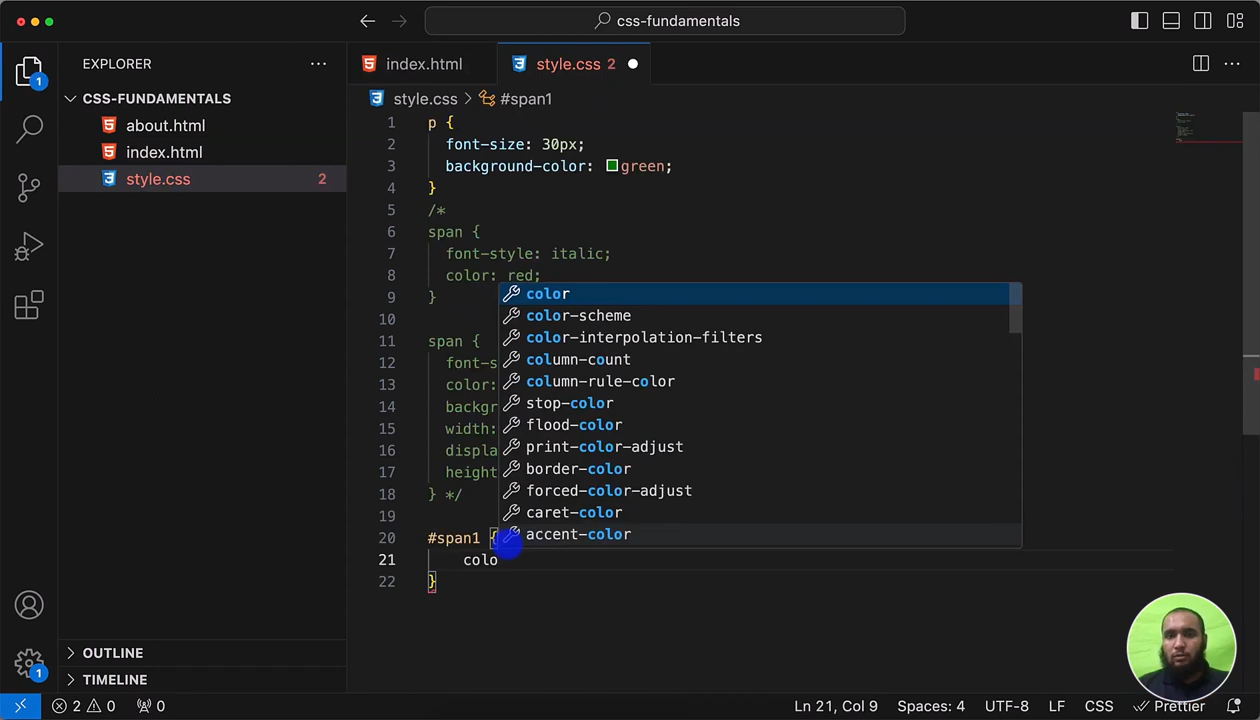 css-fundamentals
EXPLORER
index.html
style.css 2
CSS-FUNDAMENTALS
style.css > #span1
about.html
index.html
style.css 2
1
1 p {
2 font-size: 30px;
3 background-color: green;
4 }
5 /*
6 span {
7 font-style: italic;
8 color: red;
9 }
10
11 span {
12 font-s
13 color:
14 backgr
15 width:
16 displa
17 height
18 } */
19
20 #span1 {
21 colo
22 }
color
color-scheme
color-interpolation-filters
column-count
column-rule-color
stop-color
flood-color
print-color-adjust
border-color
forced-color-adjust
caret-color
accent-color
OUTLINE
TIMELINE
1
2 0 0
Ln 21, Col 9 Spaces: 4 UTF-8 LF CSS Prettier